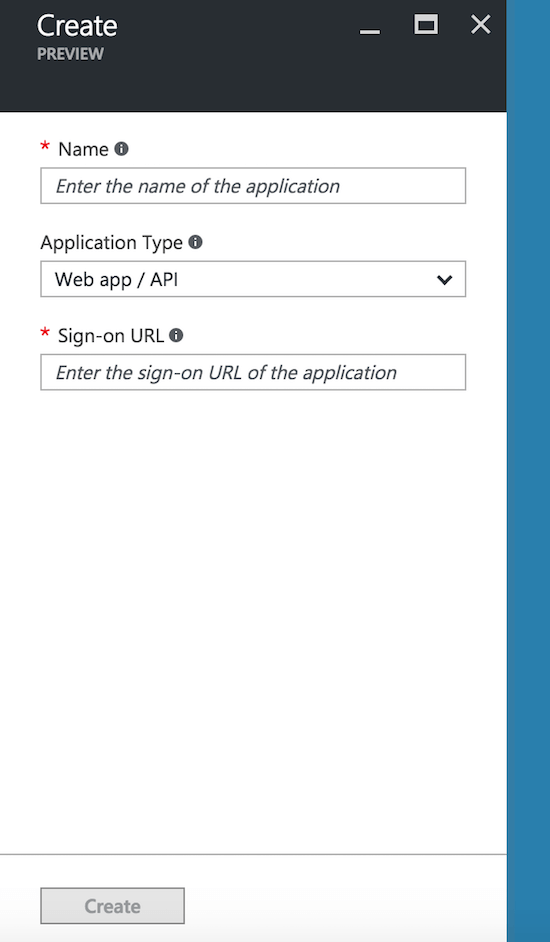 Create
PREVIEW
* Name
Enter the name of the application
Application Type
Web app / API
* Sign-on URL
Enter the sign-on URL of the application
Create